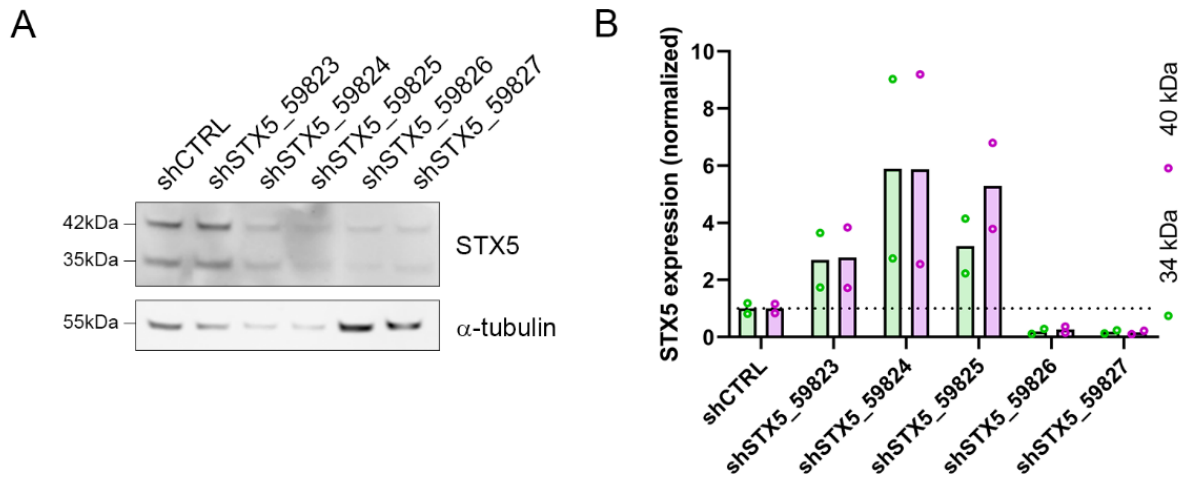 A
shCTRL
shSTX5_59823
shSTX5_59824
shSTX5_59825
shSTX5_59826
shSTX5_59827
42kDa
35kDa
STX5
55kDa
α-tubulin
B
STX5 expression (normalized)
10
8
6
4
2
0
shCTRL
shSTX5_59823
shSTX5_59824
shSTX5_59825
shSTX5_59826
shSTX5_59827
40 kDa
34 kDa